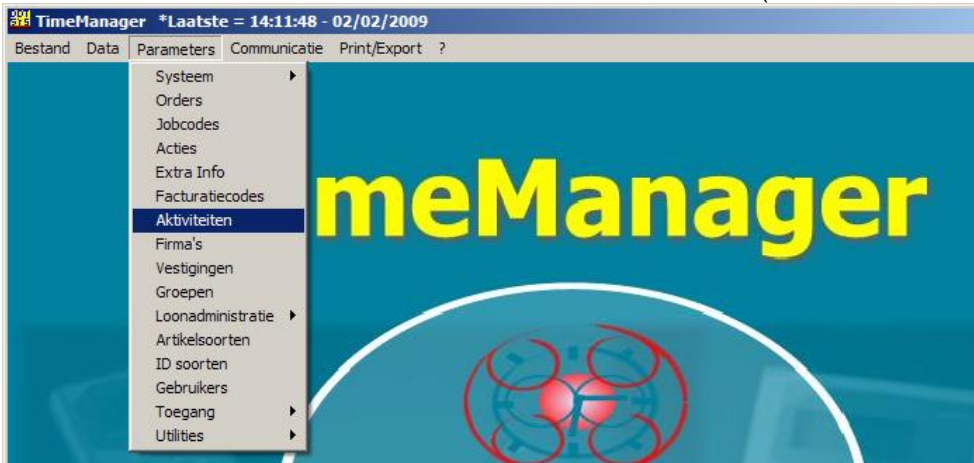 TimeManager *Laatste = 14:11:48 - 02/02/2009
Bestand Data Parameters Communicatie Print/Export ?
Systeem
Orders
Jobcodes
Acties
Extra Info
Facturatiecodes
Aktiviteiten
Firma's
Vestigingen
Groepen
Loonadministratie
Artikelsoorten
ID soorten
Gebruikers
Toegang
Utilities
meManager